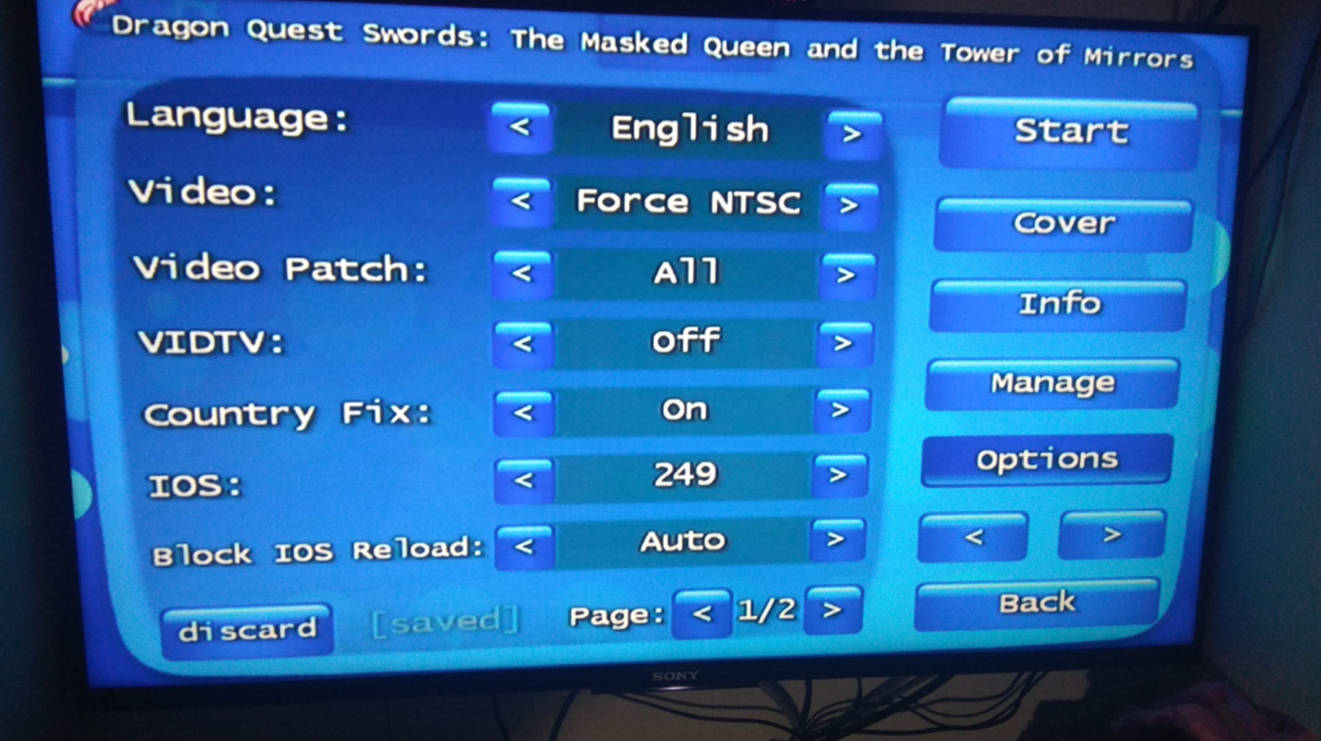 Dragon Quest Swords: The Masked Queen and the Tower of Mirrors
Language: < English >
Video: < Force NTSC >
Video Patch: < All >
VIDTV: < Off >
Country Fix: < On >
IOS: < 249 >
Block IOS Reload: < Auto >
discard [saved] Page: < 1/2 >
Start
Cover
Info
Manage
Options
< >
Back
SONY